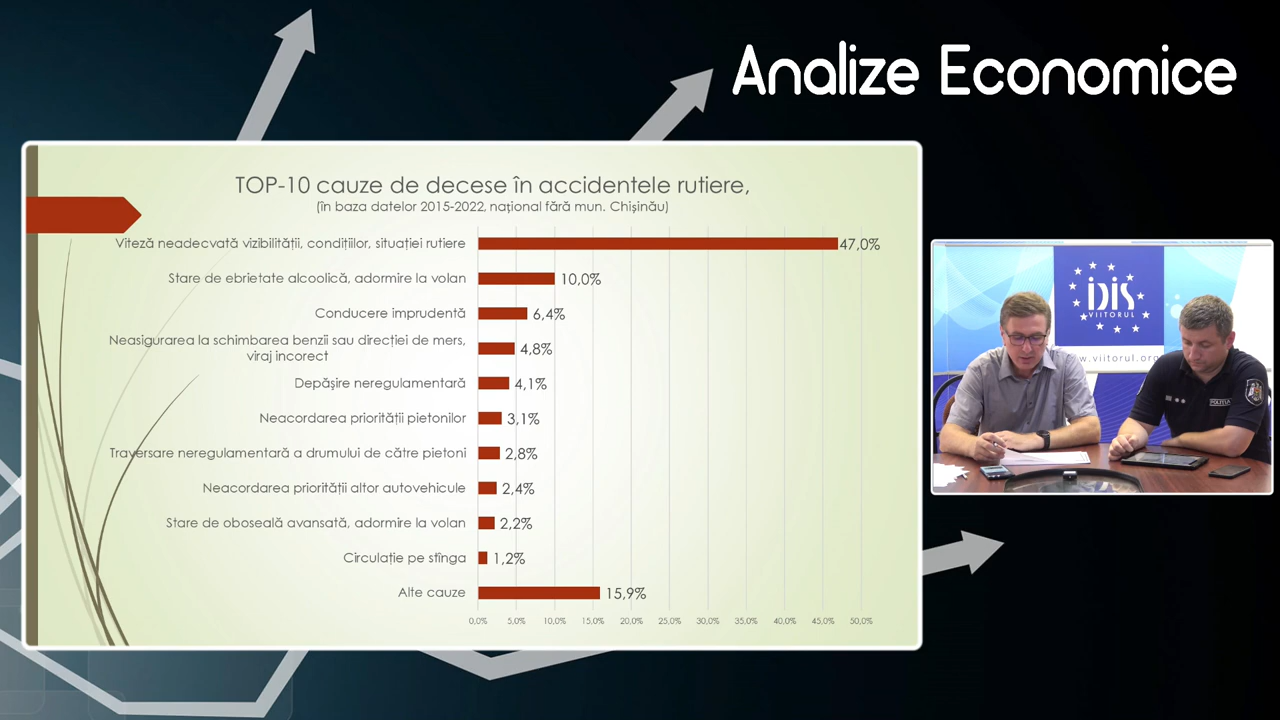 Analize Economice
TOP-10 cauze de decese în accidentele rutiere,
(în baza datelor 2015-2022, național fără mun. Chișinău)
Viteză neadecvată vizibilității, condițiilor, situației rutiere
47,0%
Stare de ebrietate alcoolică, adormire la volan
10,0%
Conducere imprudentă
6,4%
Neasigurarea la schimbarea benzii sau direcției de mers,
viraj incorect
4,8%
Depășire neregulamentară
4,1%
Neacordarea priorității pietonilor
3,1%
Traversare neregulamentară a drumului de către pietoni
2,8%
Neacordarea priorității altor autovehicule
2,4%
Stare de oboseală avansată, adormire la volan
2,2%
Circulație pe stînga
1,2%
Alte cauze
15,9%
0,0% 5,0% 10,0% 15,0% 20,0% 25,0% 30,0% 35,0% 40,0% 45,0% 50,0%
IDIS
VIITORUL
w.viitorul.org
POLIȚIA